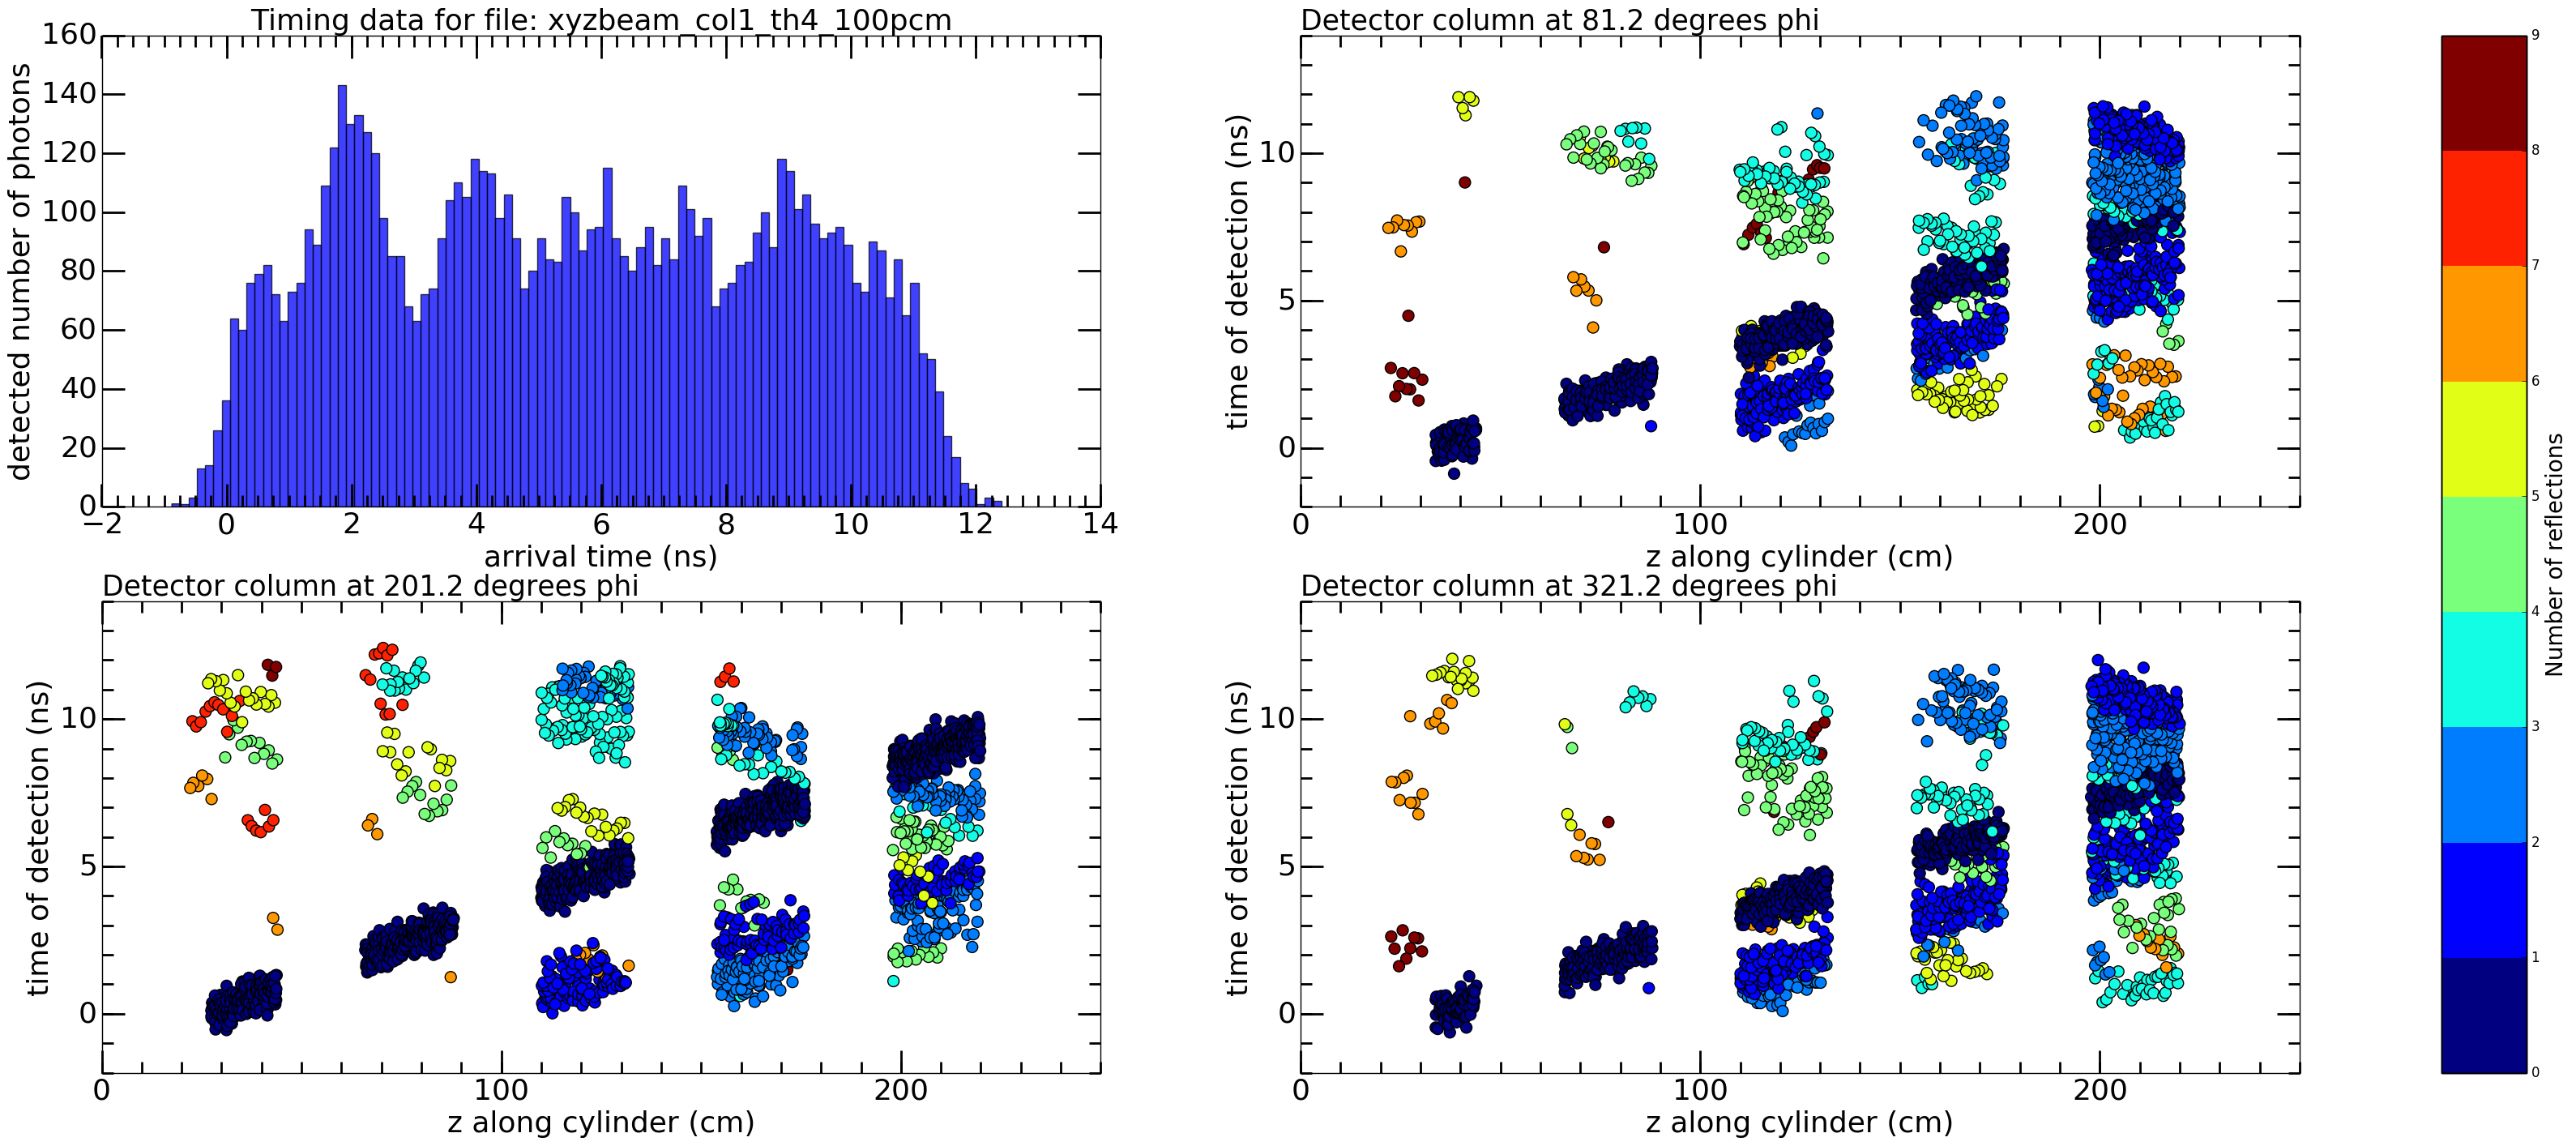 Timing data for file: xyzbeam_col1_th4_100pcm
detected number of photons
160
140
120
100
80
60
40
20
0
−2 0 2 4 6 8 10 12 14
arrival time (ns)
Detector column at 81.2 degrees phi
time of detection (ns)
10
5
0
0 100 200
z along cylinder (cm)
Detector column at 201.2 degrees phi
time of detection (ns)
10
5
0
0 100 200
z along cylinder (cm)
Detector column at 321.2 degrees phi
time of detection (ns)
10
5
0
0 100 200
z along cylinder (cm)
9
8
7
6
5
4
3
2
1
0
Number of reflections